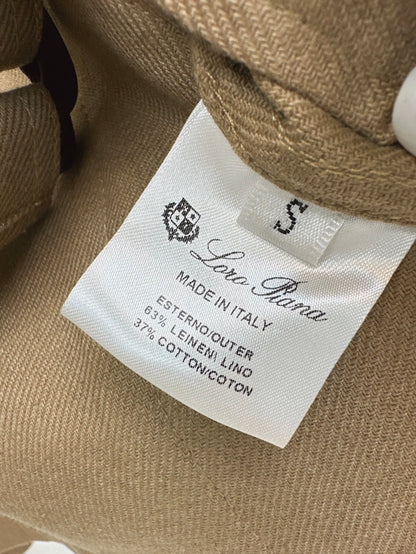 S
Loro Piana
MADE IN ITALY
ESTERNO/OUTER
63% LEINEN\ LINO
37% COTTON/COTON